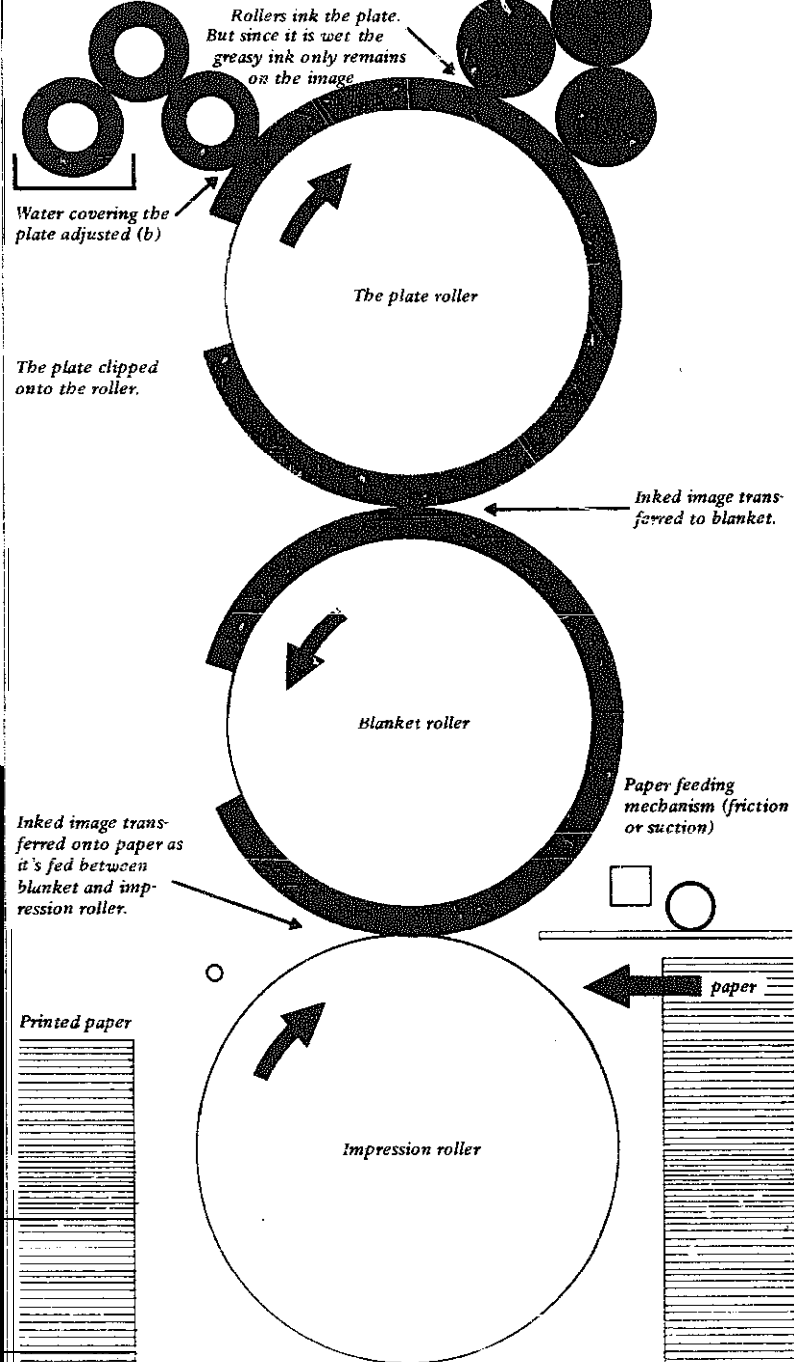 Rollers ink the plate.
But since it is wet the
greasy ink only remains
on the image
Water covering the
plate adjusted (b)
The plate roller
The plate clipped
onto the roller.
Inked image trans-
ferred to blanket.
Blanket roller
Paper feeding
mechanism (friction
or suction)
Inked image trans-
ferred onto paper as
it's fed between
blanket and imp-
ression roller.
paper
Printed paper
Impression roller